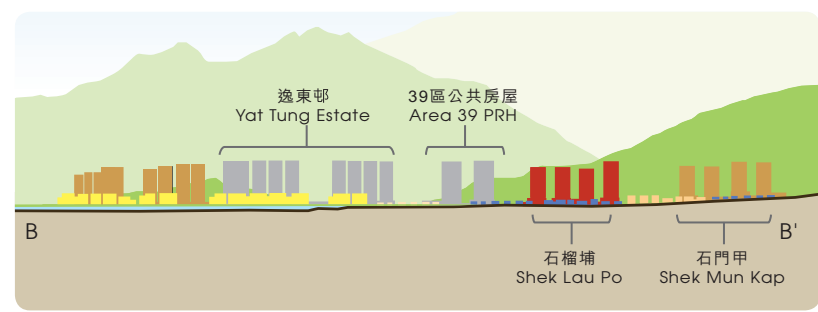 逸東邨
Yat Tung Estate
39區公共房屋
Area 39 PRH
B
B'
石榴埔
Shek Lau Po
石門甲
Shek Mun Kap